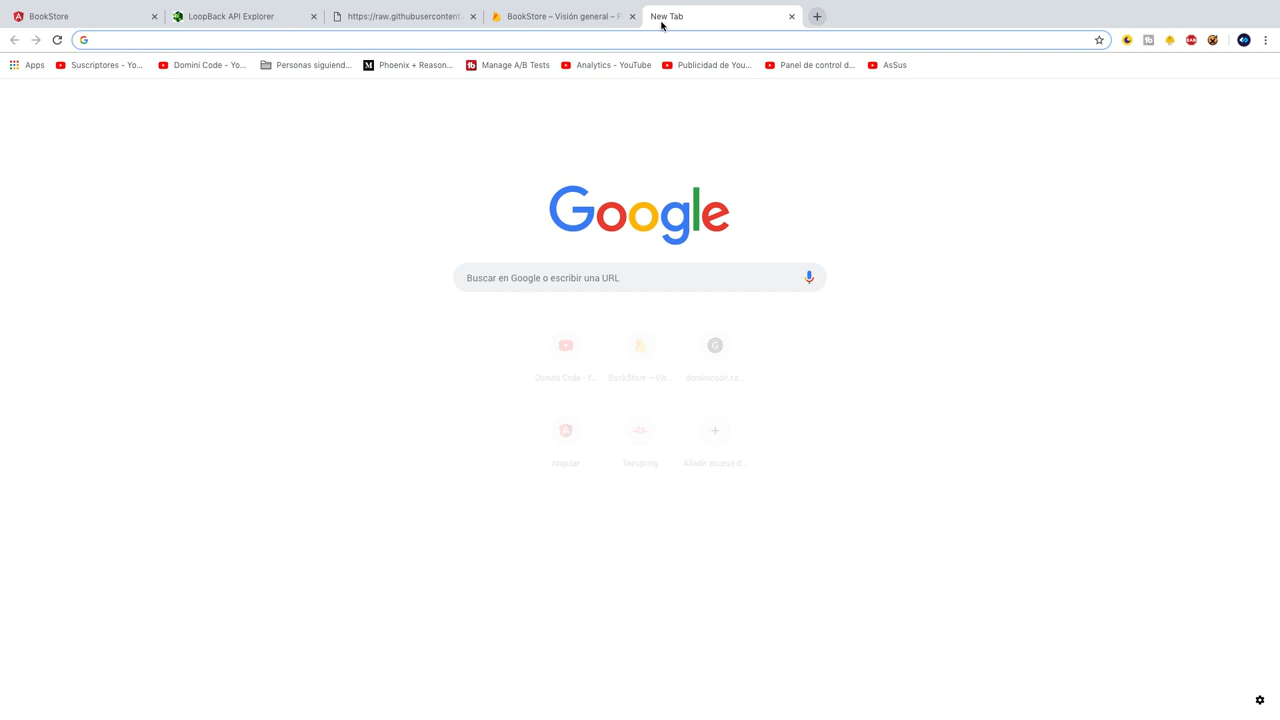 BookStore
LoopBack API Explorer
https://raw.githubusercontent.
BookStore – Visión general – Fi
New Tab
Apps
Suscriptores - Yo...
Domini Code - Yo...
Personas siguiend...
Phoenix + Reason...
Manage A/B Tests
Analytics - YouTube
Publicidad de You...
Panel de control d...
AsSus
Google
Buscar en Google o escribir una URL
Domini Code - Y...
BookStore – Vis...
dominicode.co...
Angular
Teespring
Añadir acceso d...